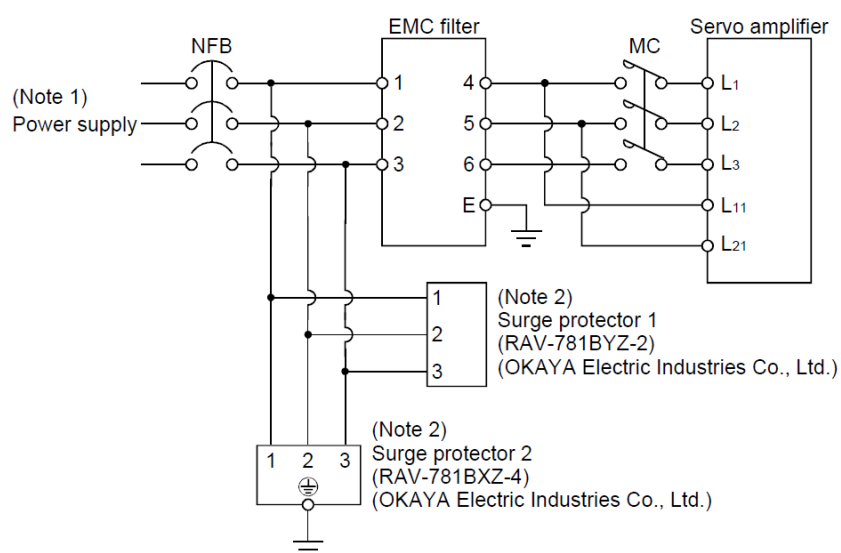 EMC filter
Servo amplifier
NFB
MC
(Note 1)
Power supply
1
2
3
4
5
6
E
L1
L2
L3
L11
L21
1
2
3
(Note 2)
Surge protector 1
(RAV-781BYZ-2)
(OKAYA Electric Industries Co., Ltd.)
1 2 3
(Note 2)
Surge protector 2
(RAV-781BXZ-4)
(OKAYA Electric Industries Co., Ltd.)